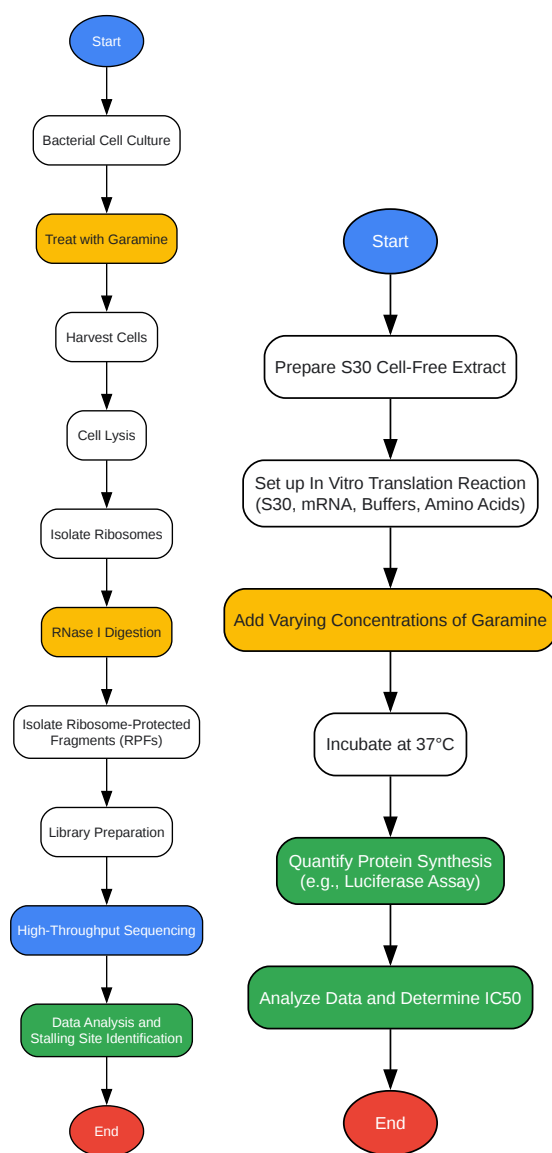 Start
Bacterial Cell Culture
Treat with Garamine
Harvest Cells
Cell Lysis
Isolate Ribosomes
RNase I Digestion
Isolate Ribosome-Protected
Fragments (RPFs)
Library Preparation
High-Throughput Sequencing
Data Analysis and
Stalling Site Identification
End
Start
Prepare S30 Cell-Free Extract
Set up In Vitro Translation Reaction
(S30, mRNA, Buffers, Amino Acids)
Add Varying Concentrations of Garamine
Incubate at 37°C
Quantify Protein Synthesis
(e.g., Luciferase Assay)
Analyze Data and Determine IC50
End